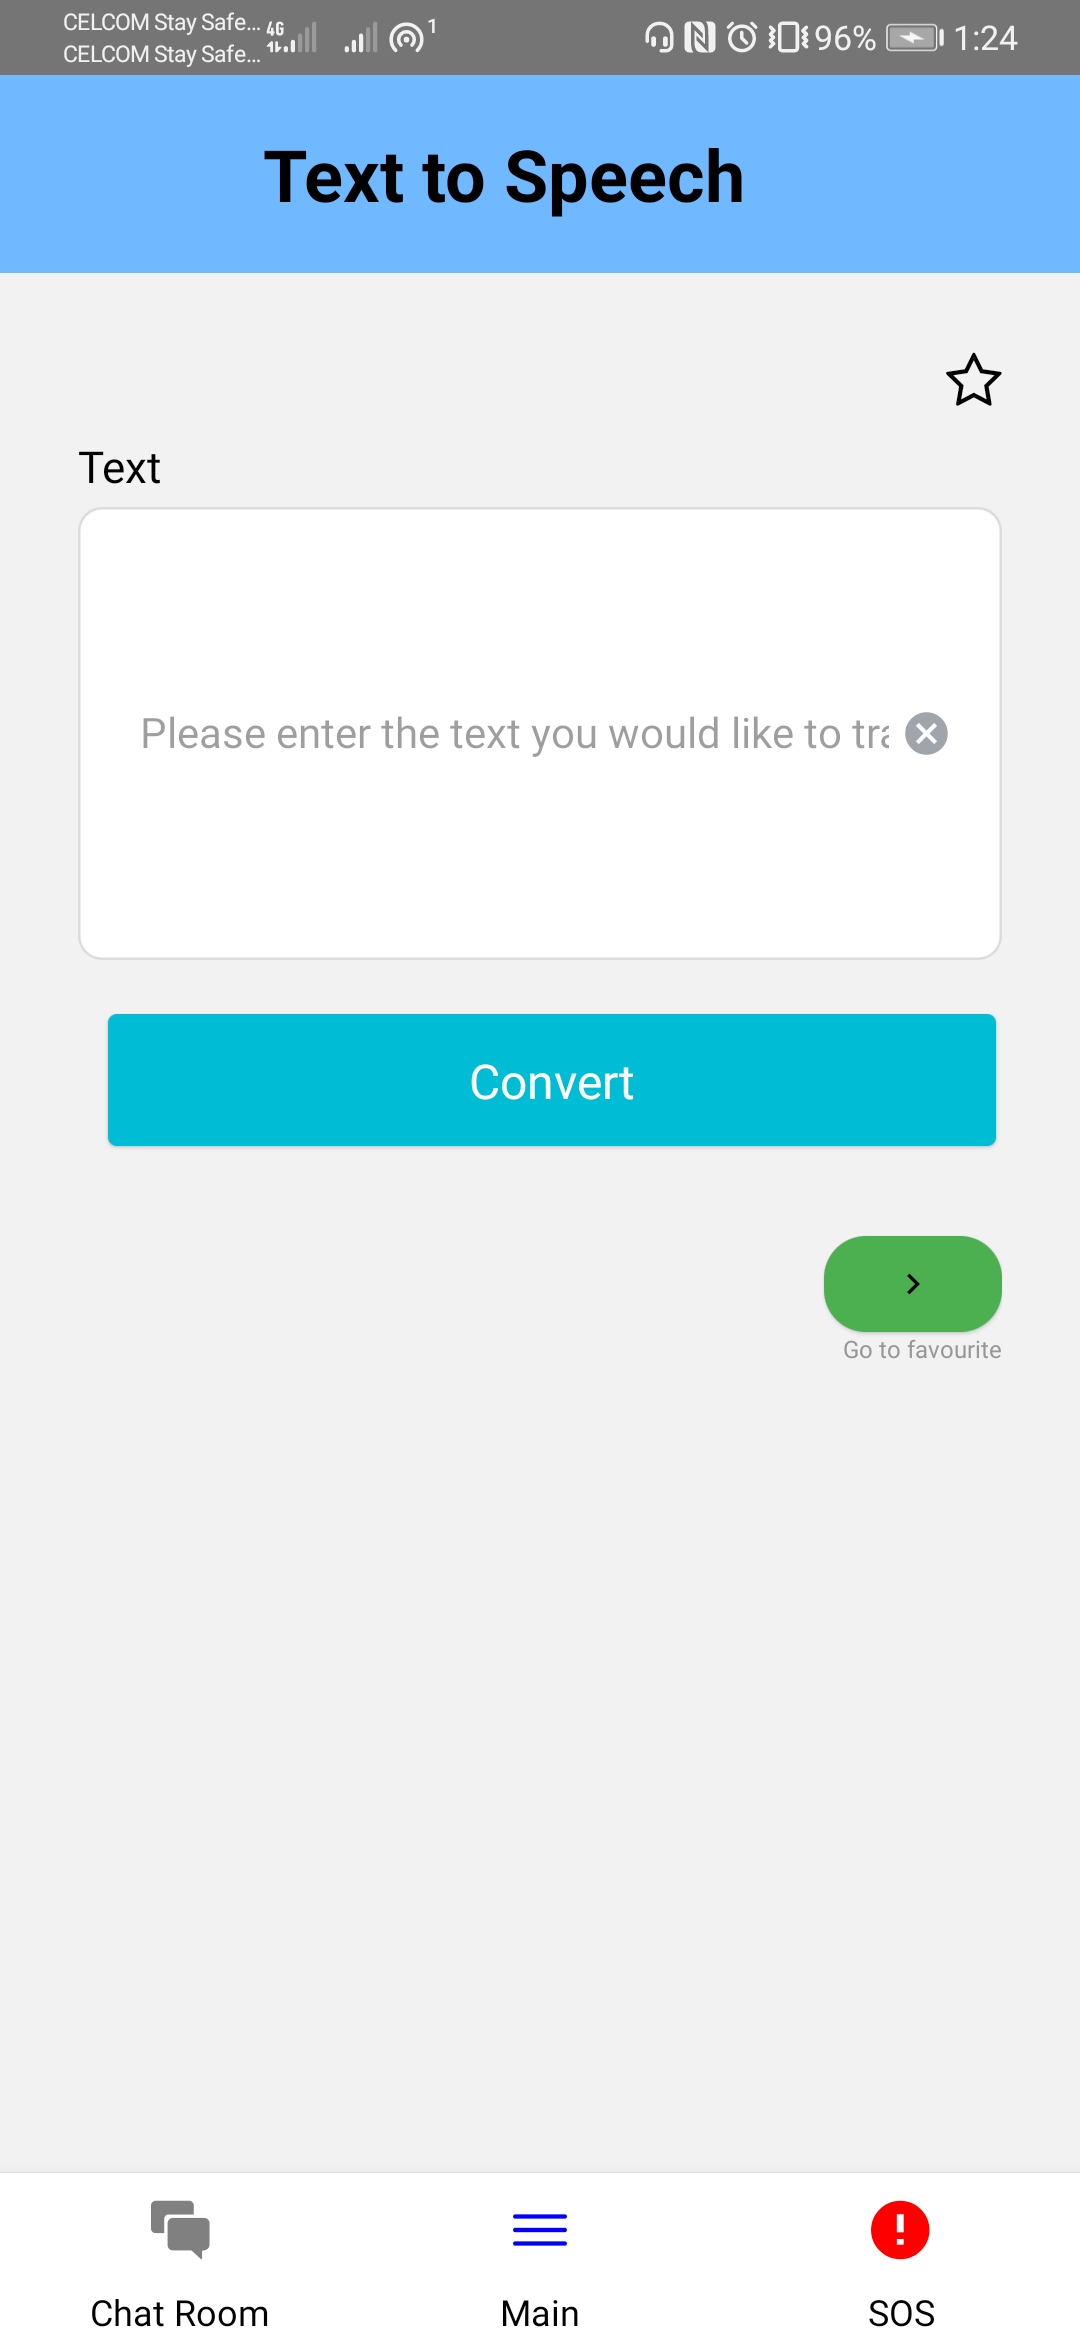 CELCOM Stay Safe... 4G 1 96% 1:24
CELCOM Stay Safe...
Text to Speech
Text
Please enter the text you would like to
Convert
Go to favourite
Chat Room Main SOS